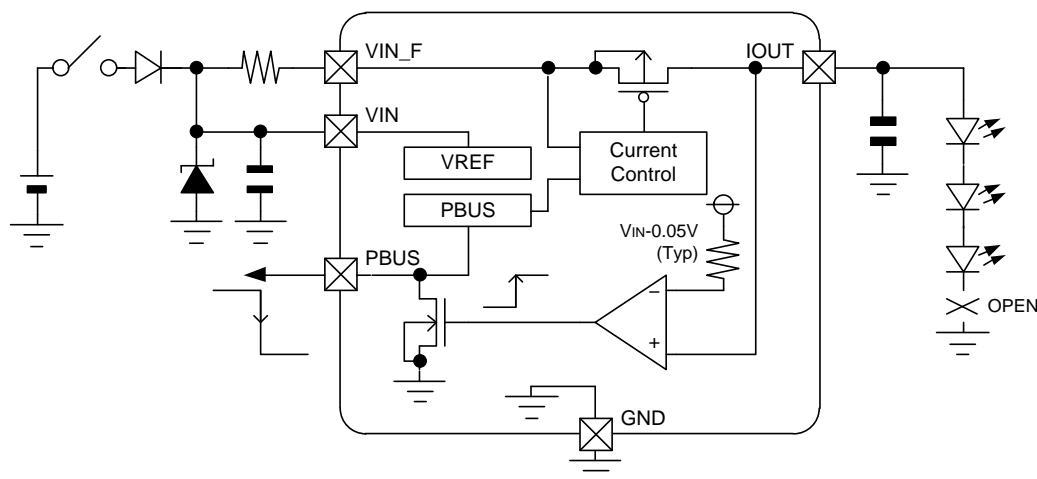 VIN_F
IOUT
VIN
VREF
Current
Control
PBUS
VIN-0.05V
(Typ)
PBUS
−
+
OPEN
GND